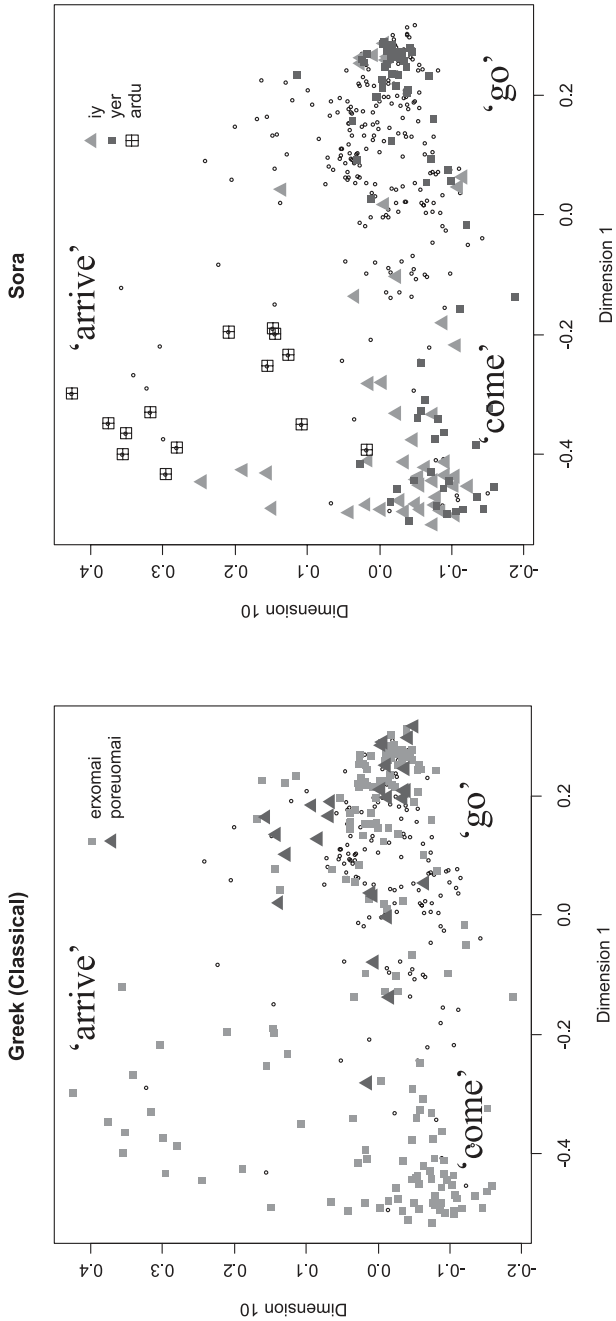 Greek (Classical)
erxomai
poreuomai
‘arrive’
‘come’
‘go’
Dimension 10
0.4
0.3
0.2
0.1
0.0
-0.1
-0.2
-0.4
-0.2
0.0
0.2
Dimension 1
Sora
iy
yer
ardu
‘arrive’
‘come’
‘go’
Dimension 10
0.4
0.3
0.2
0.1
0.0
-0.1
-0.2
-0.4
-0.2
0.0
0.2
Dimension 1